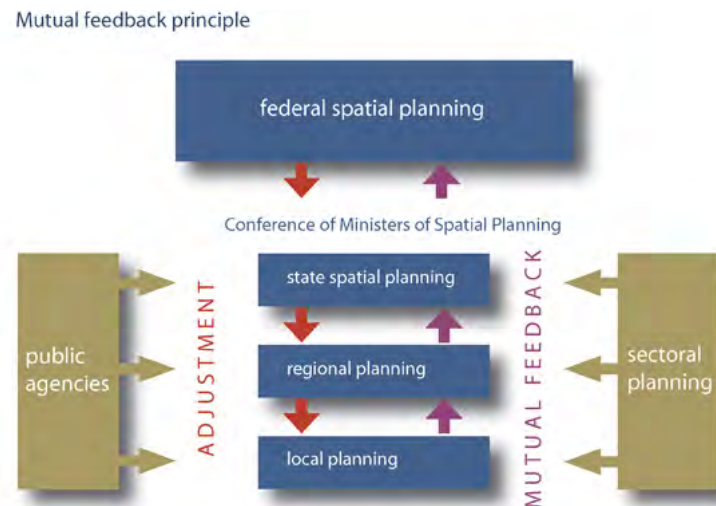 Mutual feedback principle
federal spatial planning
Conference of Ministers of Spatial Planning
public
agencies
ADJUSTMENT
state spatial planning
regional planning
local planning
MUTUAL FEEDBACK
sectoral
planning